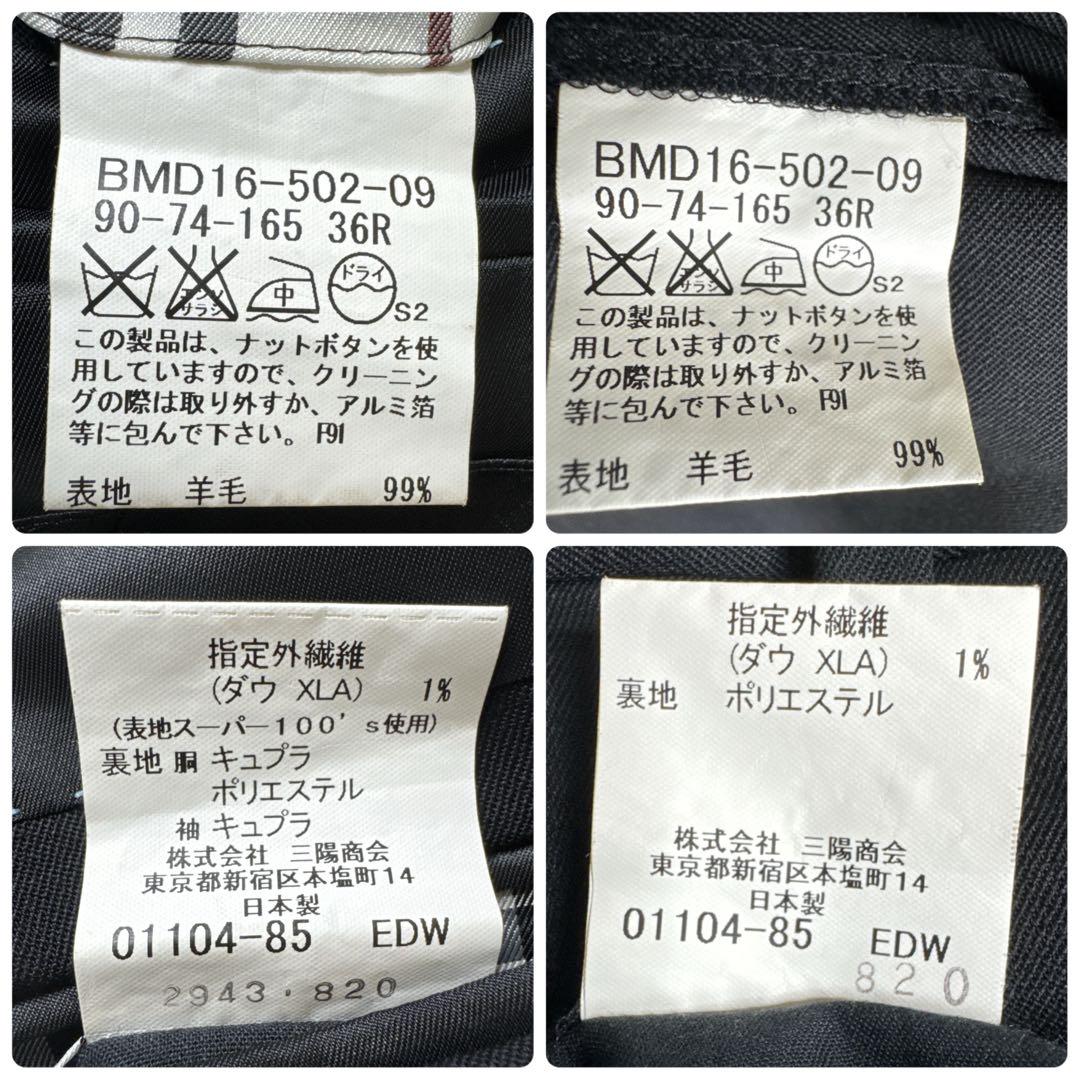 BMD16-502-09
90-74-165 36R
エンソ
サラシ
中
ドライ
S2
この製品は、ナットボタンを使
用していますので、クリーニン
グの際は取り外すか、アルミ箔
等に包んで下さい。F91
表地 羊毛 99%
BMD16-502-09
90-74-165 36R
エンソ
サラシ
中
ドライ
S2
この製品は、ナットボタンを使
用していますので、クリーニン
グの際は取り外すか、アルミ箔
等に包んで下さい。F91
表地 羊毛 99%
指定外繊維
(ダウ XLA) 1%
(表地スーパー100's使用)
裏地 胴 キュプラ
ポリエステル
袖 キュプラ
株式会社 三陽商会
東京都新宿区本塩町14
日本製
01104-85 EDW
2943.820
指定外繊維
(ダウ XLA) 1%
裏地 ポリエステル
株式会社 三陽商会
東京都新宿区本塩町14
日本製
01104-85 EDW
820